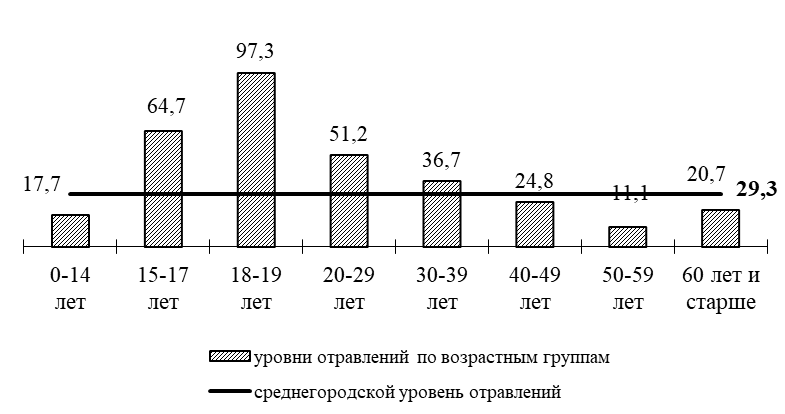 97,3
64,7
51,2
36,7
17,7
24,8
11,1
20,7
29,3
0-14 лет
15-17 лет
18-19 лет
20-29 лет
30-39 лет
40-49 лет
50-59 лет
60 лет и старше
уровни отравлений по возрастным группам
среднегородской уровень отравлений